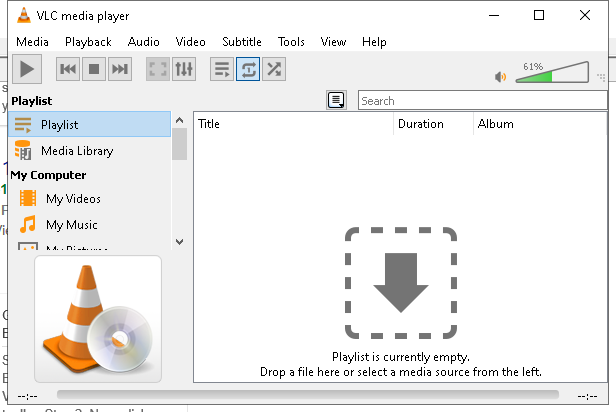 VLC media player
Media Playback Audio Video Subtitle Tools View Help
61%
Playlist
Search
Playlist
Media Library
My Computer
My Videos
My Music
My Pictures
Title Duration Album
Playlist is currently empty.
Drop a file here or select a media source from the left.
--:-- --:--